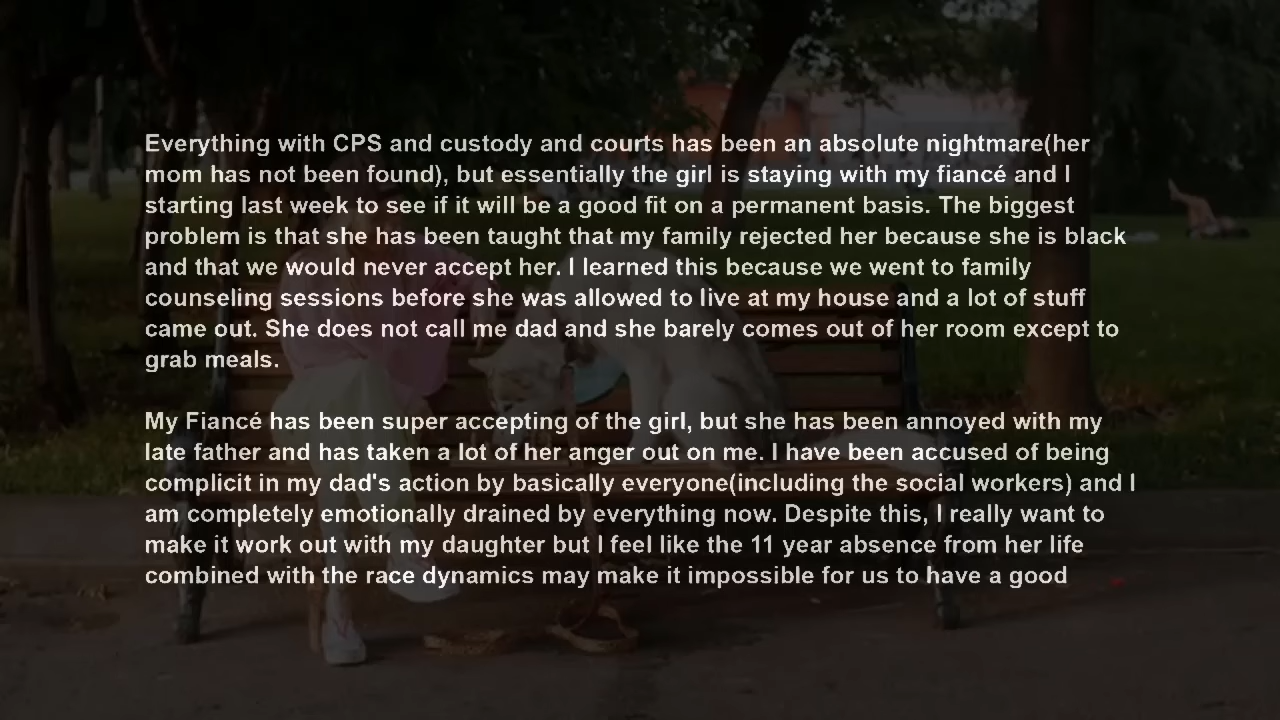 Everything with CPS and custody and courts has been an absolute nightmare(her
mom has not been found), but essentially the girl is staying with my fiancé and I
starting last week to see if it will be a good fit on a permanent basis. The biggest
problem is that she has been taught that my family rejected her because she is black
and that we would never accept her. I learned this because we went to family
counseling sessions before she was allowed to live at my house and a lot of stuff
came out. She does not call me dad and she barely comes out of her room except to
grab meals.
My Fiancé has been super accepting of the girl, but she has been annoyed with my
late father and has taken a lot of her anger out on me. I have been accused of being
complicit in my dad's action by basically everyone(including the social workers) and I
am completely emotionally drained by everything now. Despite this, I really want to
make it work out with my daughter but I feel like the 11 year absence from her life
combined with the race dynamics may make it impossible for us to have a good